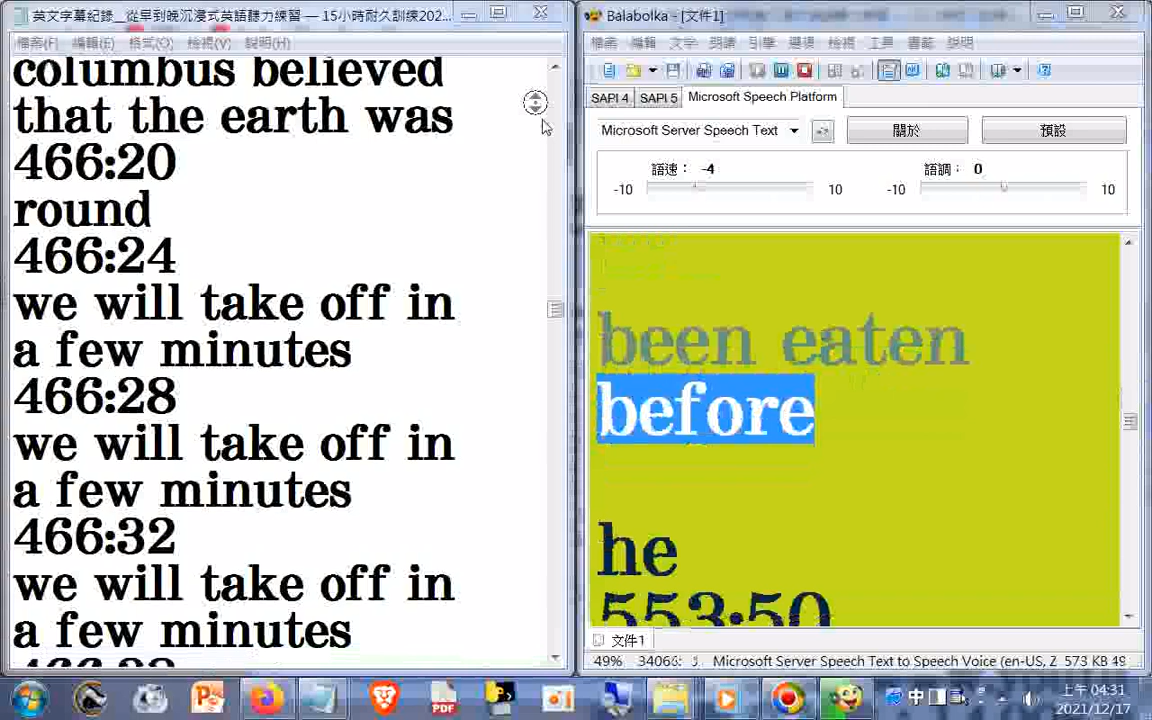 英文字幕紀錄__從早到晚沉浸式英語聽力練習 — 15小時耐久訓練202...
檔案(F) 編輯(E) 格式(O) 檢視(V) 說明(H)
columbus believed
that the earth was
466:20
round
466:24
we will take off in
a few minutes
466:28
we will take off in
a few minutes
466:32
we will take off in
a few minutes
Balabolka - [文件1]
檔案 編輯 文字 朗讀 引擎 選項 檢視 工具 書籤 說明
SAPI 4 SAPI 5 Microsoft Speech Platform
Microsoft Server Speech Text 關於 預設
語速： -4 語調： 0
-10 10 -10 10
been eaten
before
he
553:50
文件1
49% 34066: Microsoft Server Speech Text to Speech Voice (en-US, Z 573 KB 49
中
上午 04:31
2021/12/17